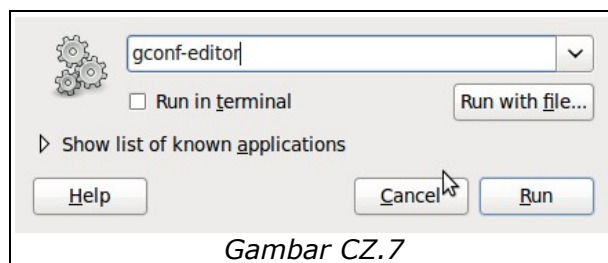 gconf-editor
Run in terminal
Run with file...
Show list of known applications
Help
Cancel
Run
Gambar CZ.7